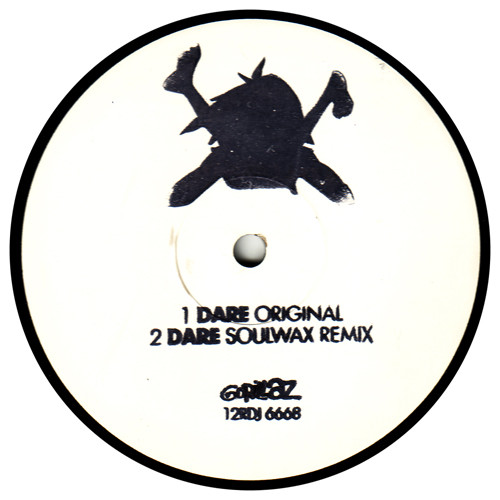 1 DARE ORIGINAL
2 DARE SOULWAX REMIX
GORILLAZ
12RDJ 6668